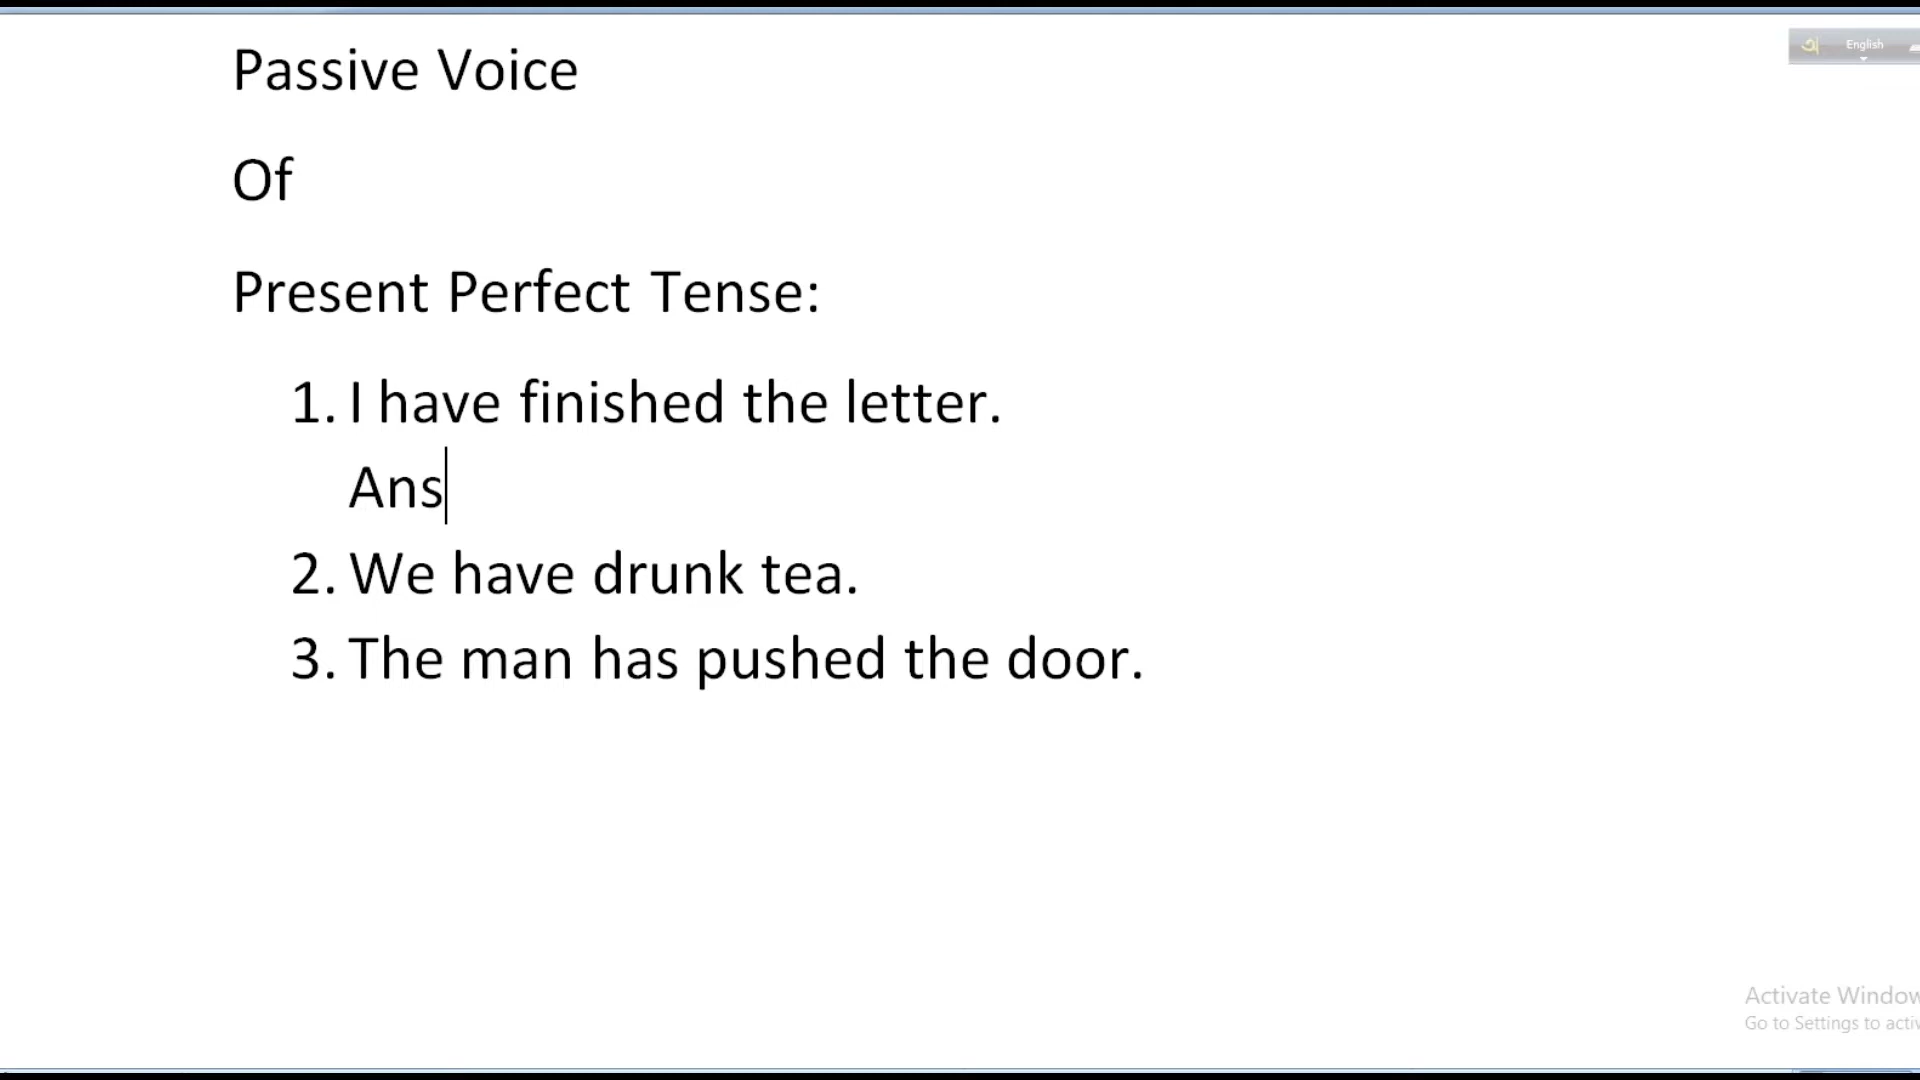 Passive Voice
English
Of
Present Perfect Tense:
1. I have finished the letter.
Ans
2. We have drunk tea.
3. The man has pushed the door.
Activate Window
Go to Settings to activ